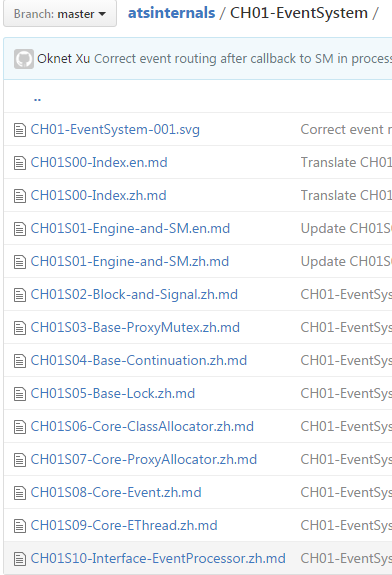 Branch: master
atsinternals / CH01-EventSystem /
Oknet Xu Correct event routing after callback to SM in process
..
CH01-EventSystem-001.svg Correct event r
CH01S00-Index.en.md Translate CH01
CH01S00-Index.zh.md Translate CH01
CH01S01-Engine-and-SM.en.md Update CH01S0
CH01S01-Engine-and-SM.zh.md Update CH01S0
CH01S02-Block-and-Signal.zh.md CH01-EventSys
CH01S03-Base-ProxyMutex.zh.md CH01-EventSys
CH01S04-Base-Continuation.zh.md CH01-EventSys
CH01S05-Base-Lock.zh.md CH01-EventSys
CH01S06-Core-ClassAllocator.zh.md CH01-EventSys
CH01S07-Core-ProxyAllocator.zh.md CH01-EventSys
CH01S08-Core-Event.zh.md CH01-EventSys
CH01S09-Core-EThread.zh.md CH01-EventSys
CH01S10-Interface-EventProcessor.zh.md CH01-EventSys